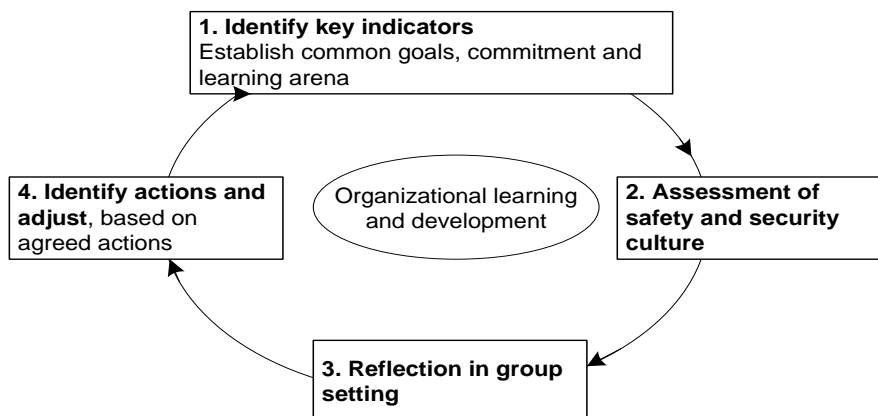 1. Identify key indicators
Establish common goals, commitment and
learning arena
2. Assessment of
safety and security
culture
3. Reflection in group
setting
4. Identify actions and
adjust, based on
agreed actions
Organizational learning
and development